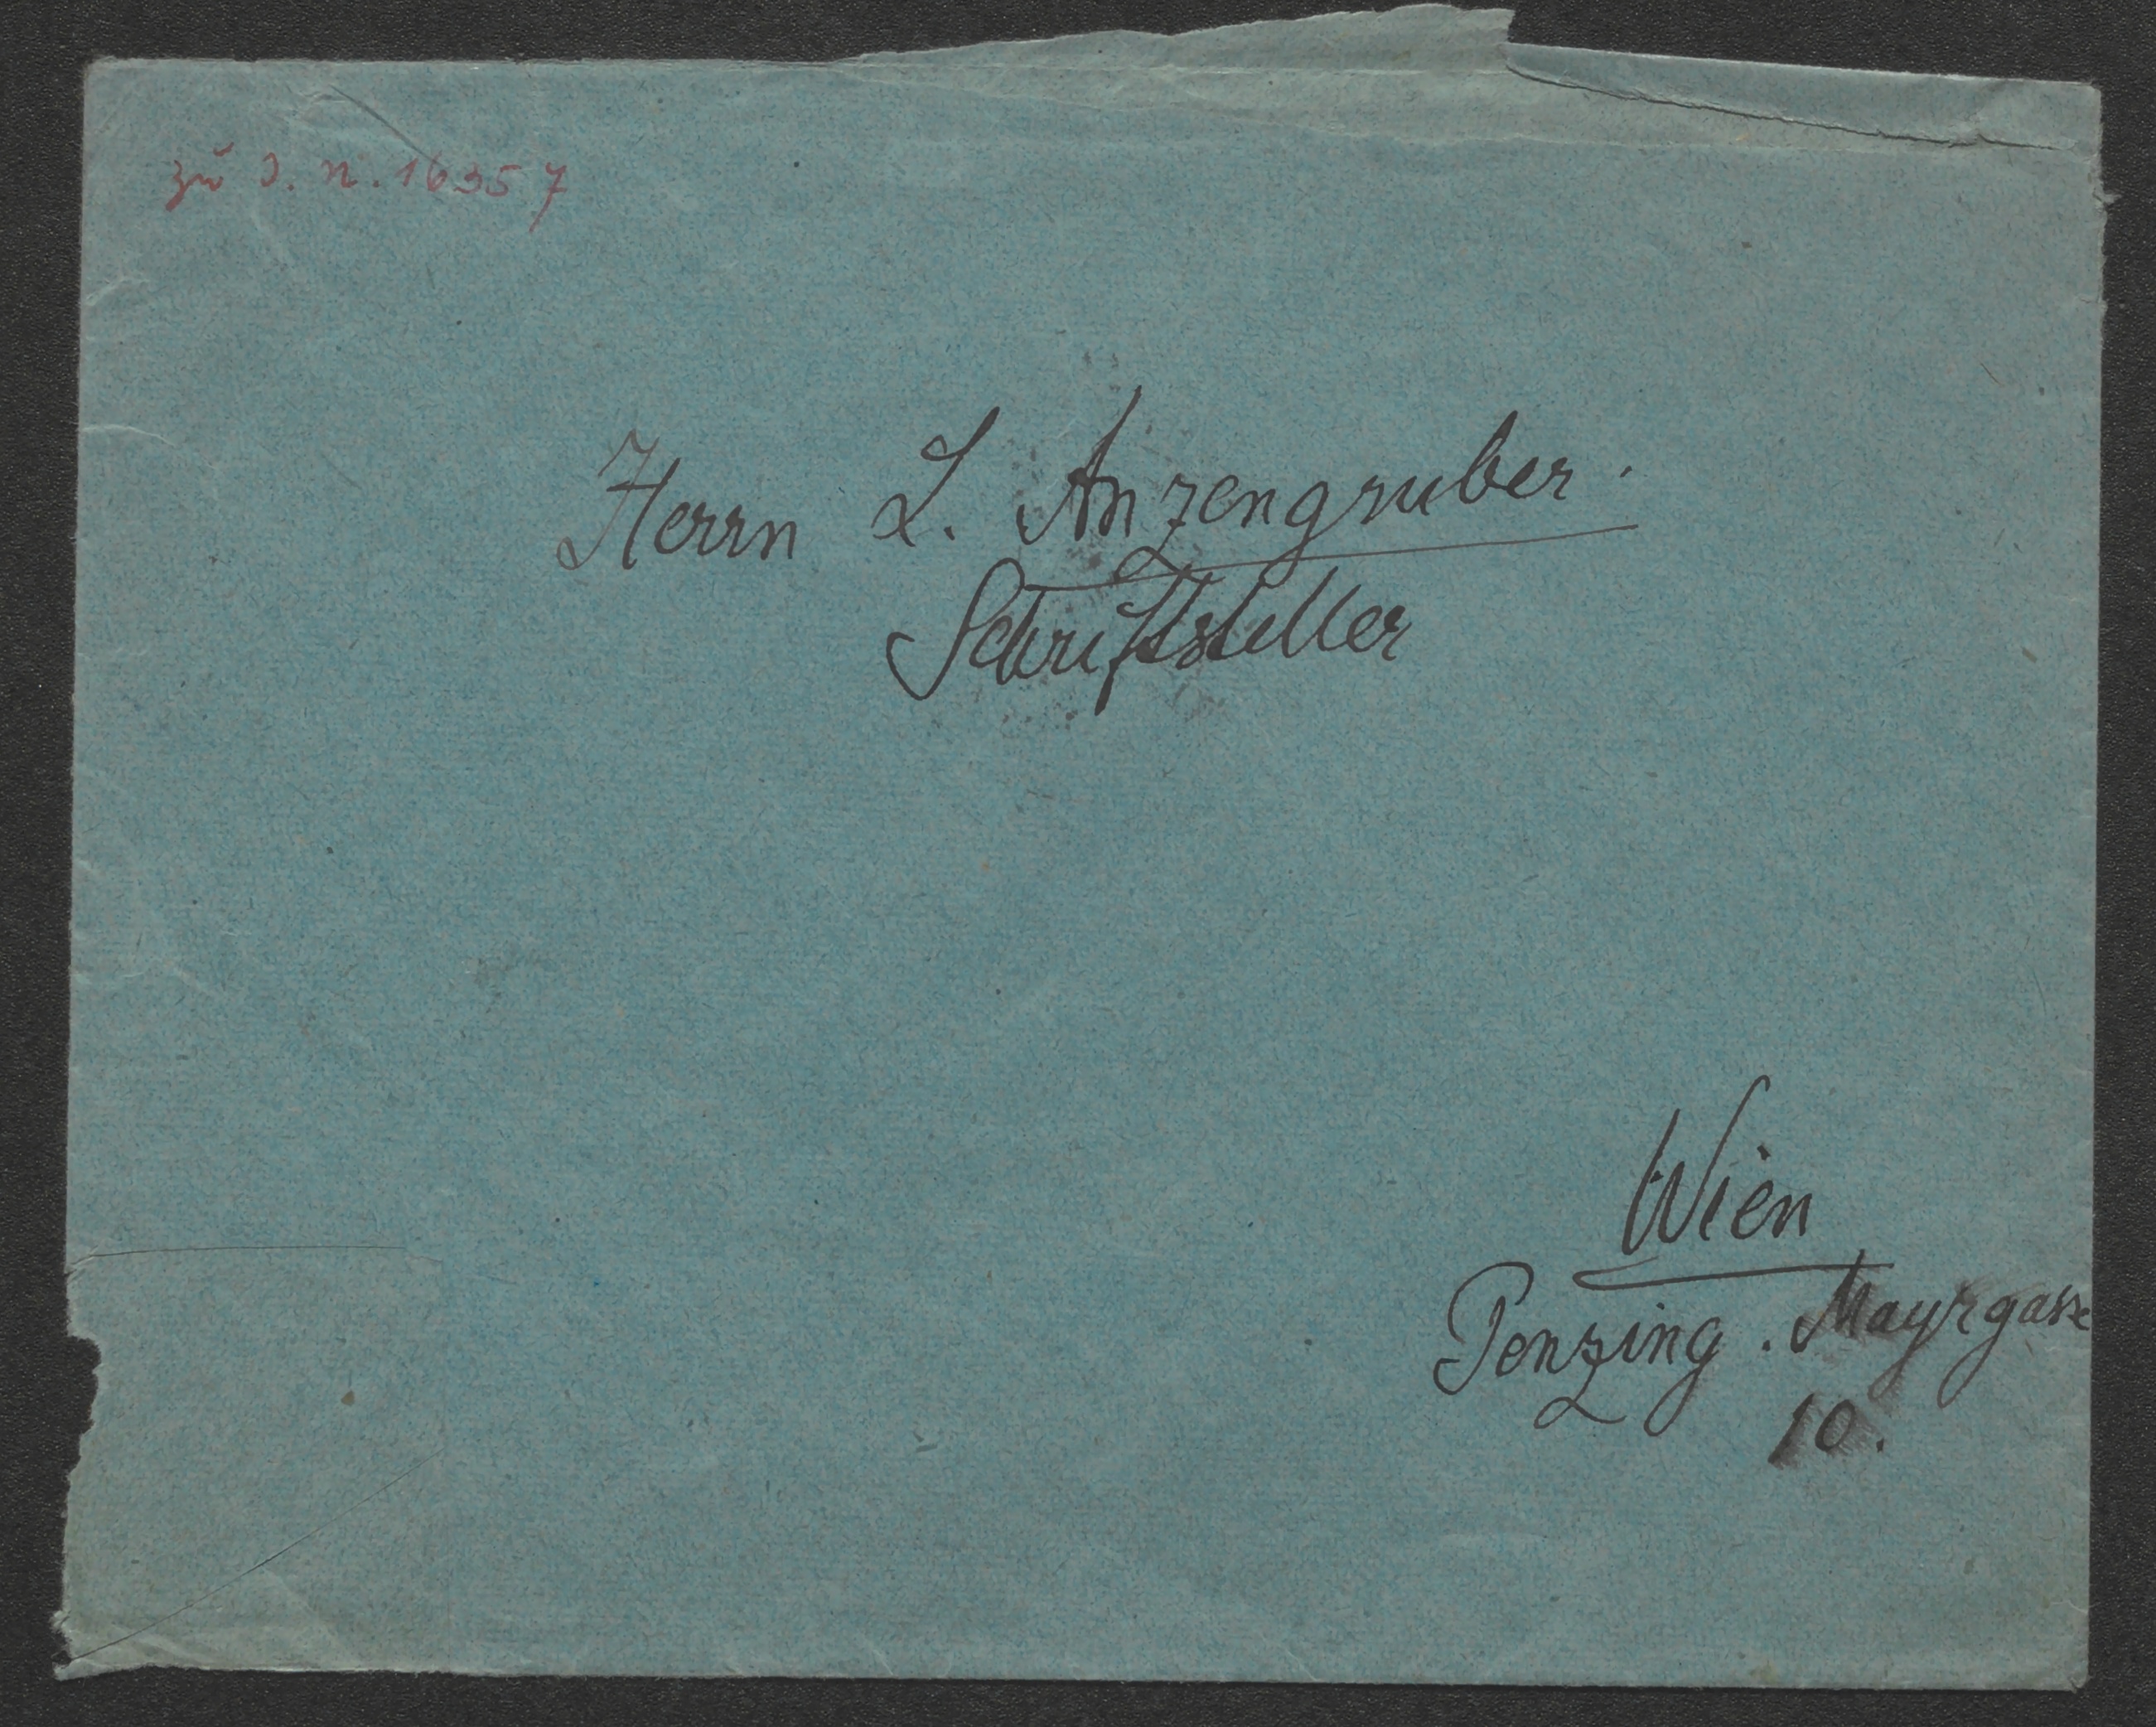 zu I. N. 16357
Herrn L. Anzengruber.
Schriftsteller
Wien
Penzing. Mayrgasse
10.